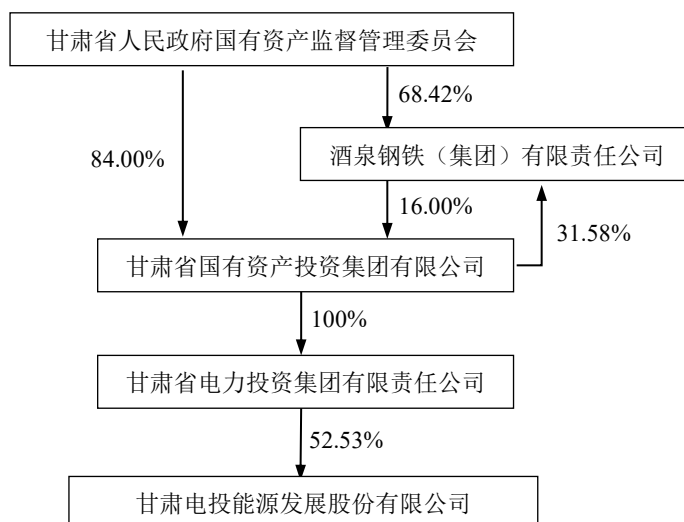 甘肃省人民政府国有资产监督管理委员会
68.42%
84.00%
酒泉钢铁（集团）有限责任公司
16.00%
31.58%
甘肃省国有资产投资集团有限公司
100%
甘肃省电力投资集团有限责任公司
52.53%
甘肃电投能源发展股份有限公司